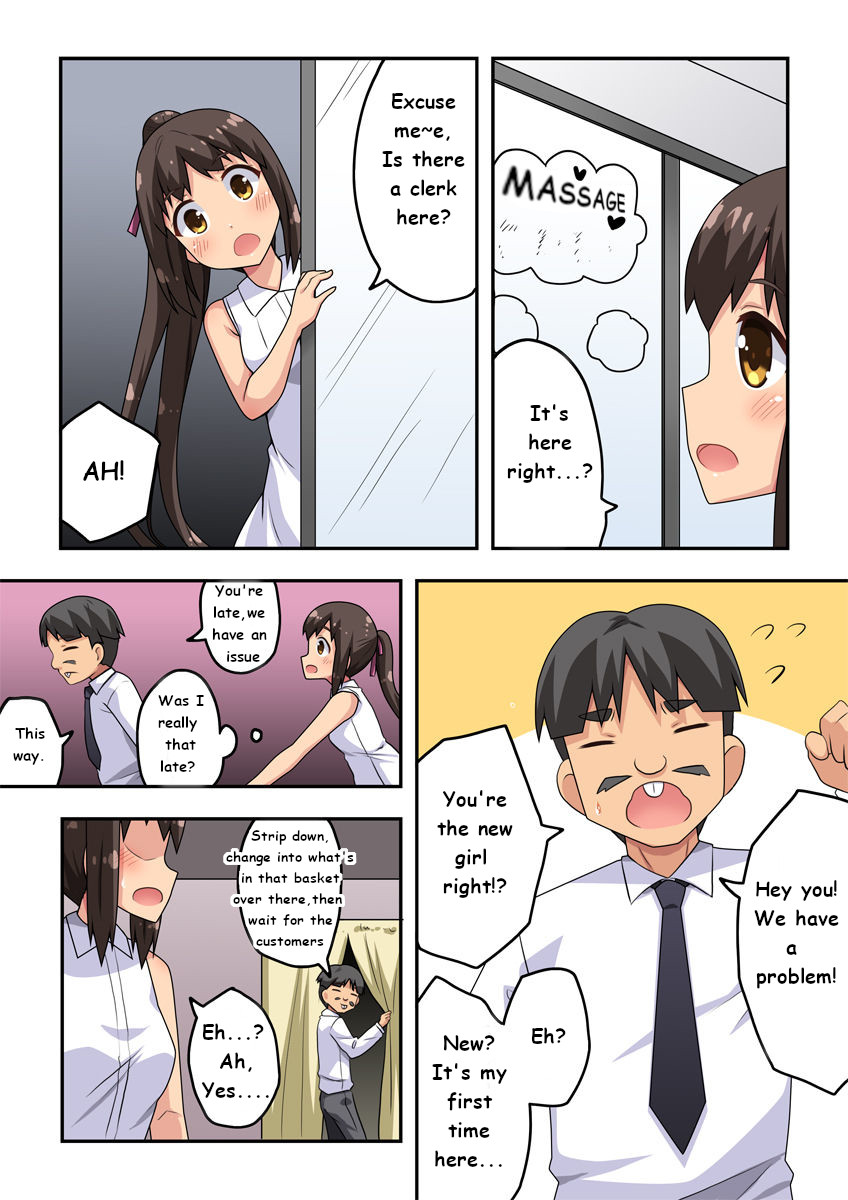 MASSAGE
It's
here
right...?
Excuse
me~e,
Is there
a clerk
here?
AH!
Hey you!
We have
a
problem!
You're
the new
girl
right!?
Eh?
New?
It's my
first
time
here...
You're
late,we
have an
issue
Was I
really
that
late?
This
way.
Strip down,
change into what's
in that basket
over there,then
wait for the
customers
Eh...?
Ah,
Yes....